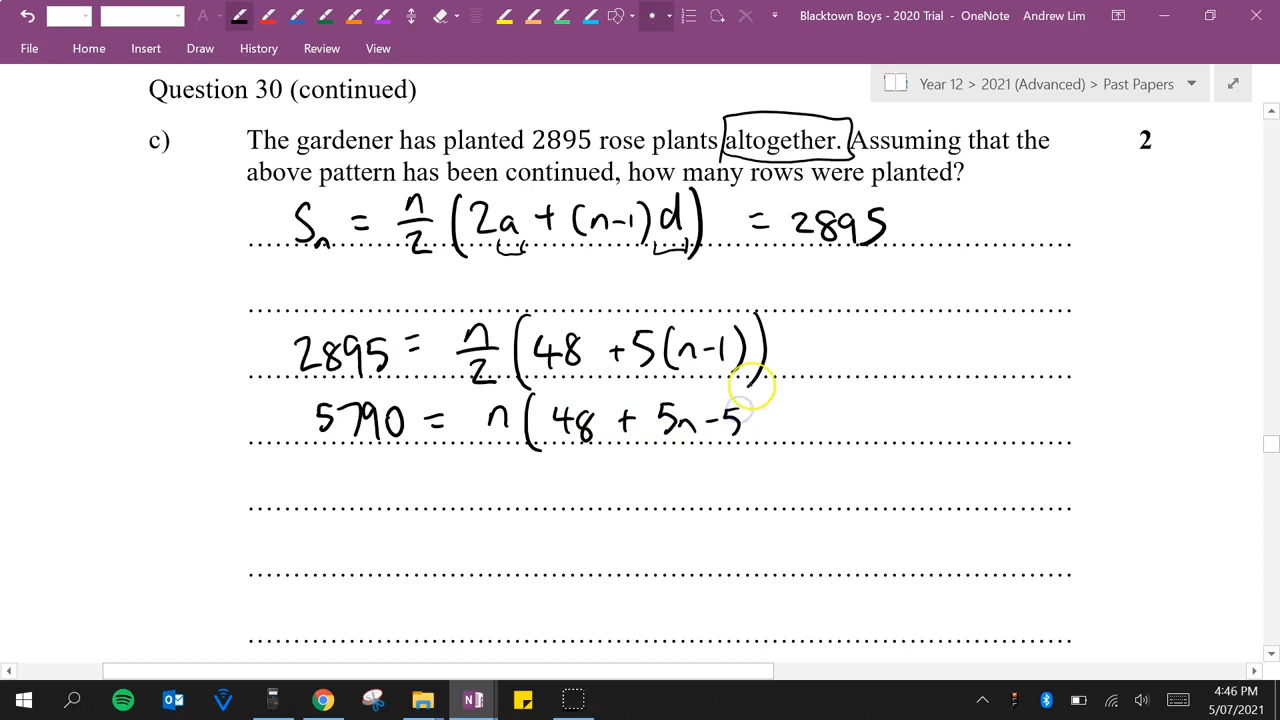 Blacktown Boys - 2020 Trial - OneNote
Andrew Lim
File Home Insert Draw History Review View
Question 30 (continued)
Year 12 > 2021 (Advanced) > Past Papers
c) The gardener has planted 2895 rose plants altogether. Assuming that the 2
above pattern has been continued, how many rows were planted?
Sn = n/2 (2a + (n-1)d) = 2895
2895 = n/2 (48 + 5(n-1))
5790 = n(48 + 5n - 5
4:46 PM
5/07/2021